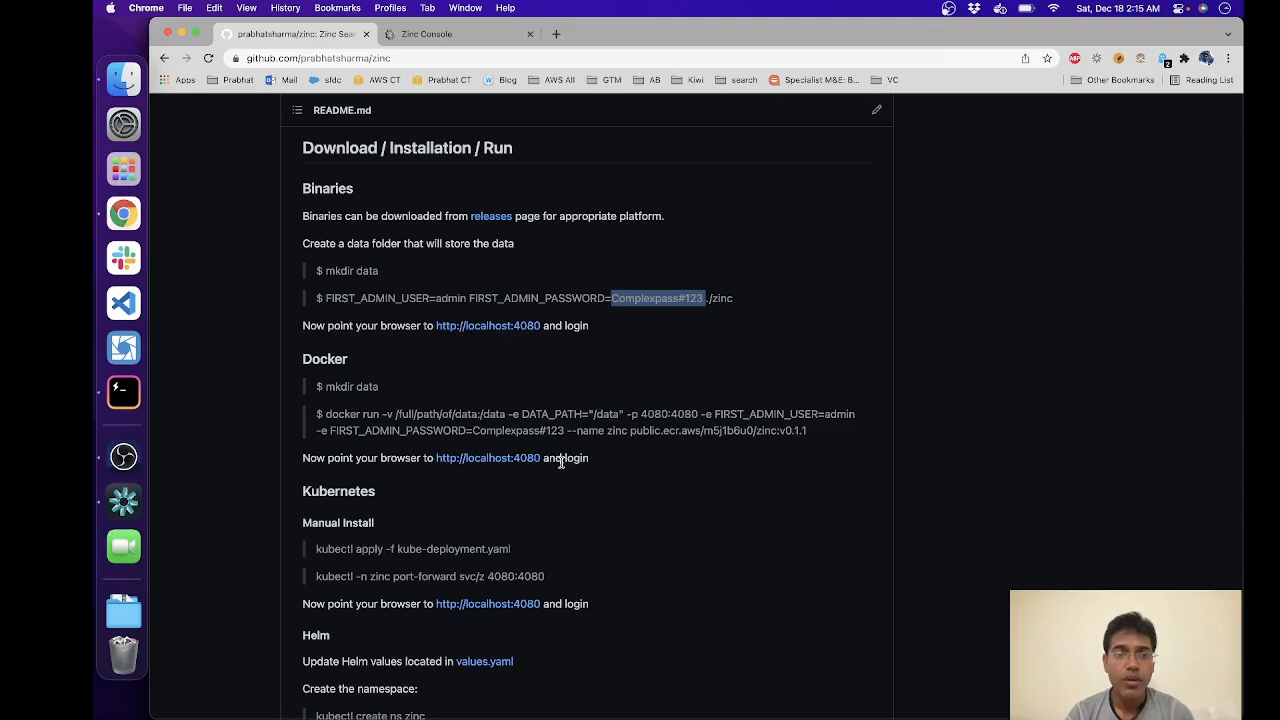 Chrome File Edit View History Bookmarks Profiles Tab Window Help Sat, Dec 18 2:15 AM
prabhatsharma/zinc: Zinc Sear Zinc Console
github.com/prabhatsharma/zinc
Apps Prabhat Mail sfdc AWS CT Prabhat CT Blog AWS All GTM AB Kiwi search Specialist M&E: B... VC Other Bookmarks Reading List
README.md
Download / Installation / Run
Binaries
Binaries can be downloaded from releases page for appropriate platform.
Create a data folder that will store the data
$ mkdir data
$ FIRST_ADMIN_USER=admin FIRST_ADMIN_PASSWORD=Complexpass#123 ./zinc
Now point your browser to http://localhost:4080 and login
Docker
$ mkdir data
$ docker run -v /full/path/of/data:/data -e DATA_PATH="/data" -p 4080:4080 -e FIRST_ADMIN_USER=admin
-e FIRST_ADMIN_PASSWORD=Complexpass#123 --name zinc public.ecr.aws/m5j1b6u0/zinc:v0.1.1
Now point your browser to http://localhost:4080 and login
Kubernetes
Manual Install
kubectl apply -f kube-deployment.yaml
kubectl -n zinc port-forward svc/z 4080:4080
Now point your browser to http://localhost:4080 and login
Helm
Update Helm values located in values.yaml
Create the namespace:
kubectl create ns zinc